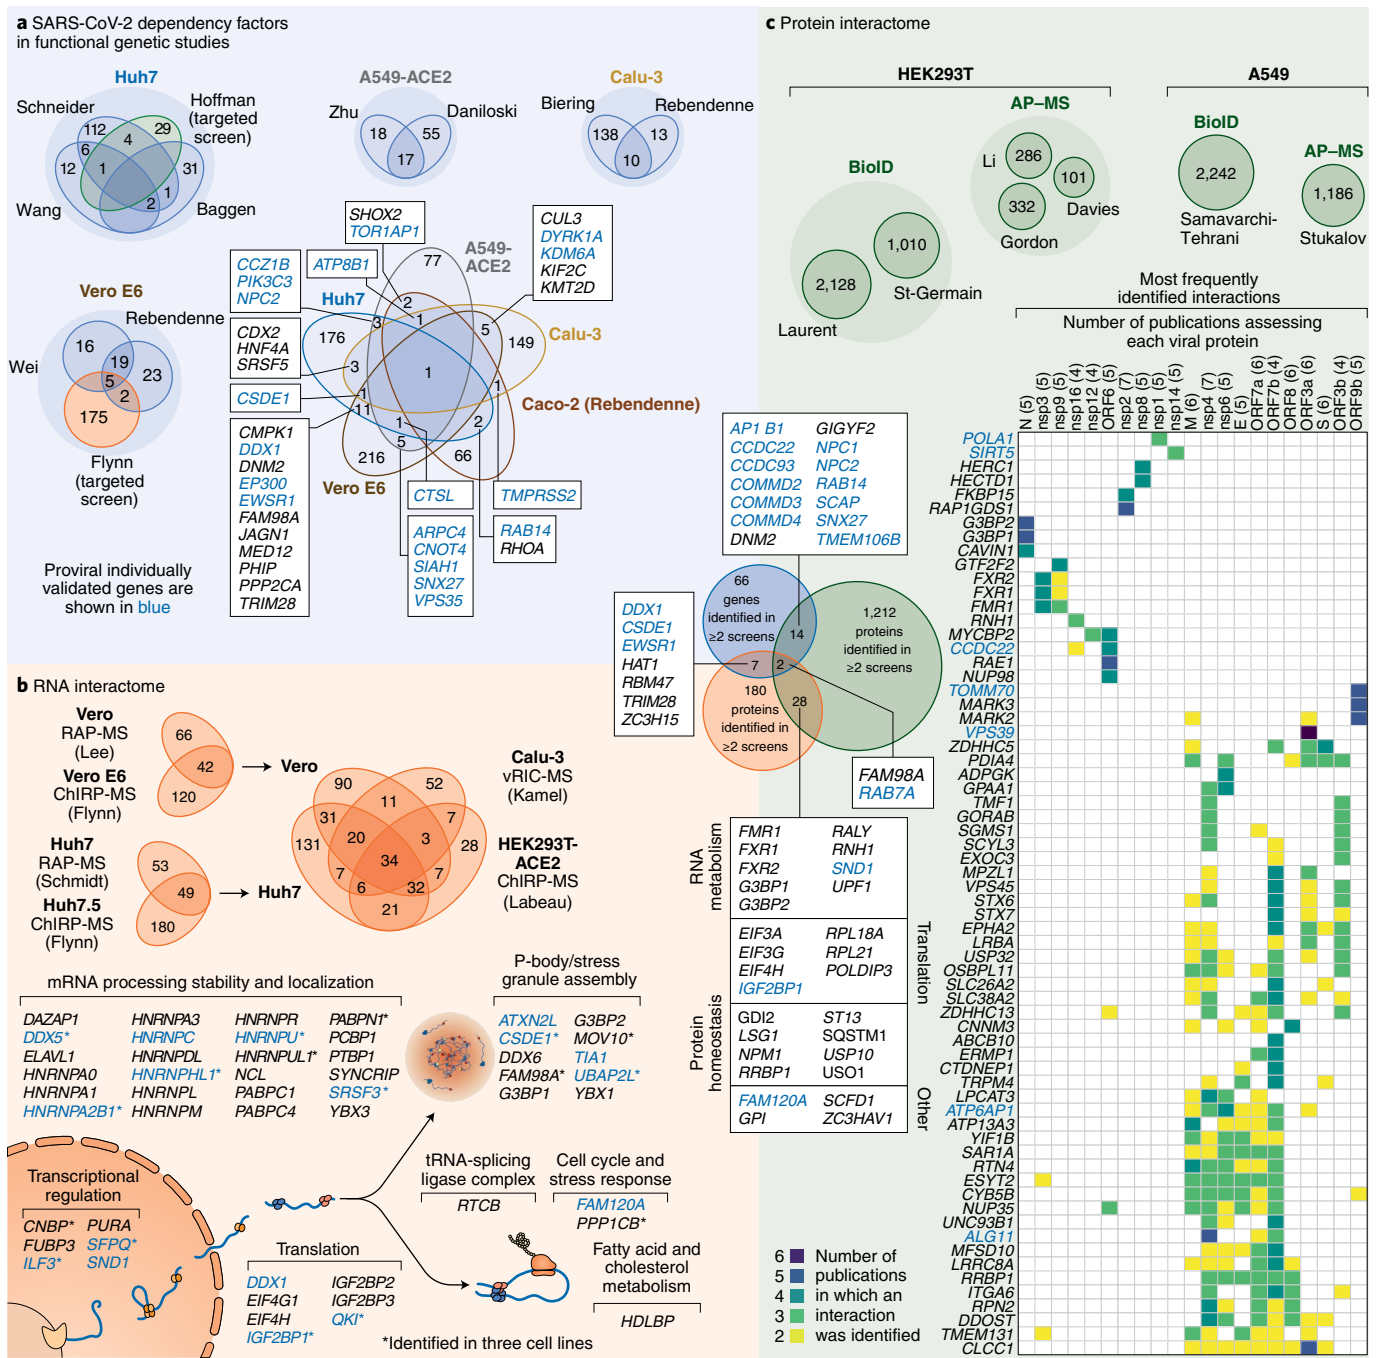 a SARS-CoV-2 dependency factors
in functional genetic studies
Huh7
Schneider
Hoffman
(targeted
screen)
Wang
Baggen
112
4
29
6
12
1
31
1
2
A549-ACE2
Zhu
Daniloski
18
55
17
Calu-3
Biering
Rebendenne
138
13
10
Vero E6
Rebendenne
Wei
16
19
23
5
2
175
Flynn
(targeted
screen)
Proviral individually
validated genes are
shown in blue
SHOX2
TOR1AP1
ATP8B1
CCZ1B
PIK3C3
NPC2
CDX2
HNF4A
SRSF5
CSDE1
CMPK1
DDX1
DNM2
EP300
EWSR1
FAM98A
JAGN1
MED12
PHIP
PPP2CA
TRIM28
CUL3
DYRK1A
KDM6A
KIF2C
KMT2D
A549-
ACE2
77
Huh7
176
Calu-3
149
Caco-2 (Rebendenne)
66
Vero E6
216
2
3
1
5
3
1
1
1
11
1
2
5
CTSL
ARPC4
CNOT4
SIAH1
SNX27
VPS35
TMPRSS2
RAB14
RHOA
b RNA interactome
Vero
RAP-MS
(Lee)
Vero E6
ChIRP-MS
(Flynn)
66
42
120
Vero
Huh7
RAP-MS
(Schmidt)
Huh7.5
ChIRP-MS
(Flynn)
53
49
180
Huh7
Calu-3
vRIC-MS
(Kamel)
HEK293T-
ACE2
ChIRP-MS
(Labeau)
90
52
11
31
7
20
3
131
28
34
7
7
6
32
21
mRNA processing stability and localization
DAZAP1
DDX5*
ELAVL1
HNRNPA0
HNRNPA1
HNRNPA2B1*
HNRNPA3
HNRNPC
HNRNPDL
HNRNPHL1*
HNRNPL
HNRNPM
HNRNPR
HNRNPU*
HNRNPUL1*
NCL
PABPC1
PABPC4
PABPN1*
PCBP1
PTBP1
SYNCRIP
SRSF3*
YBX3
P-body/stress
granule assembly
ATXN2L
CSDE1*
DDX6
FAM98A*
G3BP1
G3BP2
MOV10*
TIA1
UBAP2L*
YBX1
Transcriptional
regulation
CNBP*
FUBP3
ILF3*
PURA
SFPQ*
SND1
Translation
DDX1
EIF4G1
EIF4H
IGF2BP1*
IGF2BP2
IGF2BP3
QKI*
tRNA-splicing
ligase complex
RTCB
Cell cycle and
stress response
FAM120A
PPP1CB*
Fatty acid and
cholesterol
metabolism
HDLBP
*Identified in three cell lines
c Protein interactome
HEK293T
A549
BioID
2,128
Laurent
1,010
St-Germain
AP–MS
Li
286
101
Davies
332
Gordon
BioID
2,242
Samavarchi-
Tehrani
AP–MS
1,186
Stukalov
AP1 B1
CCDC22
CCDC93
COMMD2
COMMD3
COMMD4
DNM2
GIGYF2
NPC1
NPC2
RAB14
SCAP
SNX27
TMEM106B
DDX1
CSDE1
EWSR1
HAT1
RBM47
TRIM28
ZC3H15
66
genes
identified in
≥2 screens
14
1,212
proteins
identified in
≥2 screens
7
2
180
proteins
identified in
≥2 screens
28
FAM98A
RAB7A
RNA
metabolism
FMR1
FXR1
FXR2
G3BP1
G3BP2
RALY
RNH1
SND1
UPF1
Translation
EIF3A
EIF3G
EIF4H
IGF2BP1
RPL18A
RPL21
POLDIP3
Protein
homeostasis
GDI2
LSG1
NPM1
RRBP1
ST13
SQSTM1
USP10
USO1
Other
FAM120A
GPI
SCFD1
ZC3HAV1
Most frequently
identified interactions
Number of publications assessing
each viral protein
N (5)
nsp3 (5)
nsp9 (5)
nsp16 (4)
nsp12 (4)
ORF6 (5)
nsp2 (7)
nsp8 (5)
nsp1 (5)
nsp14 (5)
M (6)
nsp4 (7)
nsp6 (5)
E (5)
ORF7a (6)
ORF7b (4)
ORF8 (6)
ORF3a (6)
S (6)
ORF3b (4)
ORF9b (5)
POLA1
SIRT5
HERC1
HECTD1
FKBP15
RAP1GDS1
G3BP2
G3BP1
CAVIN1
GTF2F2
FXR2
FXR1
FMR1
RNH1
MYCBP2
CCDC22
RAE1
NUP98
TOMM70
MARK3
MARK2
VPS39
ZDHHC5
PDIA4
ADPGK
GPAA1
TMF1
GORAB
SGMS1
SCYL3
EXOC3
MPZL1
VPS45
STX6
STX7
EPHA2
LRBA
USP32
OSBPL11
SLC26A2
SLC38A2
ZDHHC13
CNNM3
ABCB10
ERMP1
CTDNEP1
TRPM4
LPCAT3
ATP6AP1
ATP13A3
YIF1B
SAR1A
RTN4
ESYT2
CYB5B
NUP35
UNC93B1
ALG11
MFSD10
LRRC8A
RRBP1
ITGA6
RPN2
DDOST
TMEM131
CLCC1
6 Number of
5 publications
4 in which an
3 interaction
2 was identified